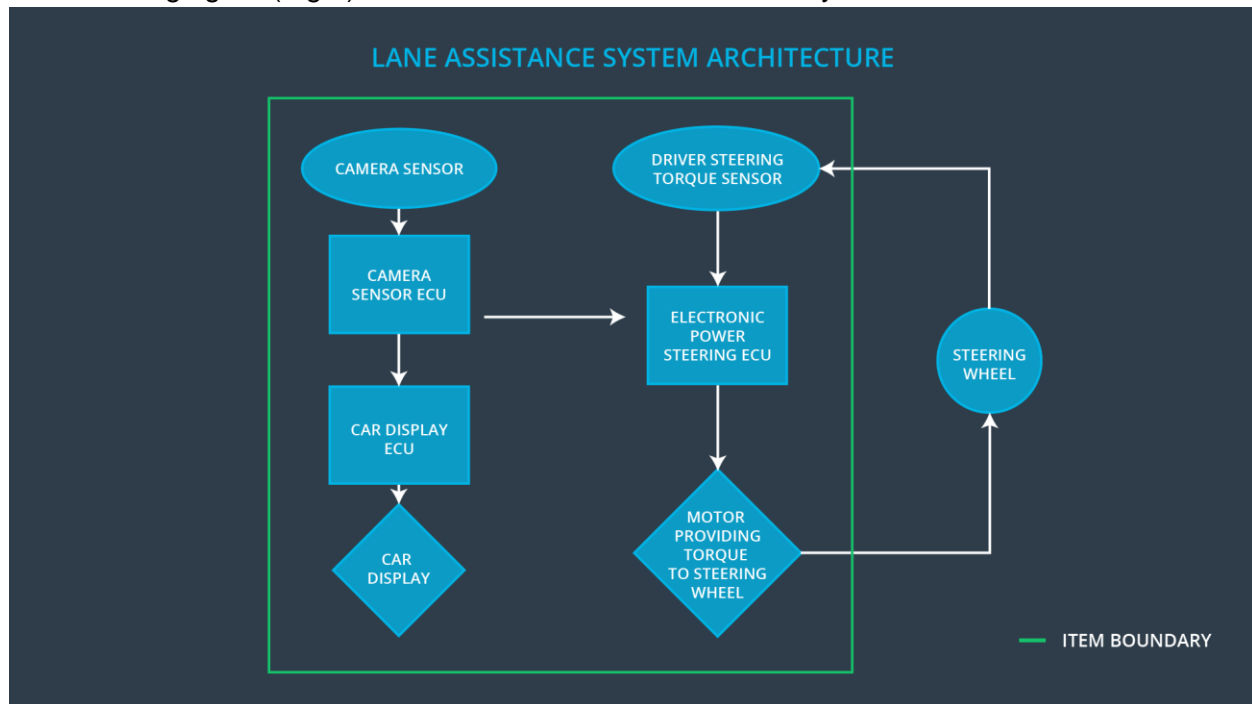 LANE ASSISTANCE SYSTEM ARCHITECTURE
CAMERA SENSOR
CAMERA
SENSOR ECU
CAR DISPLAY
ECU
CAR
DISPLAY
DRIVER STEERING
TORQUE SENSOR
ELECTRONIC
POWER
STEERING ECU
MOTOR
PROVIDING
TORQUE
TO STEERING
WHEEL
STEERING
WHEEL
ITEM BOUNDARY